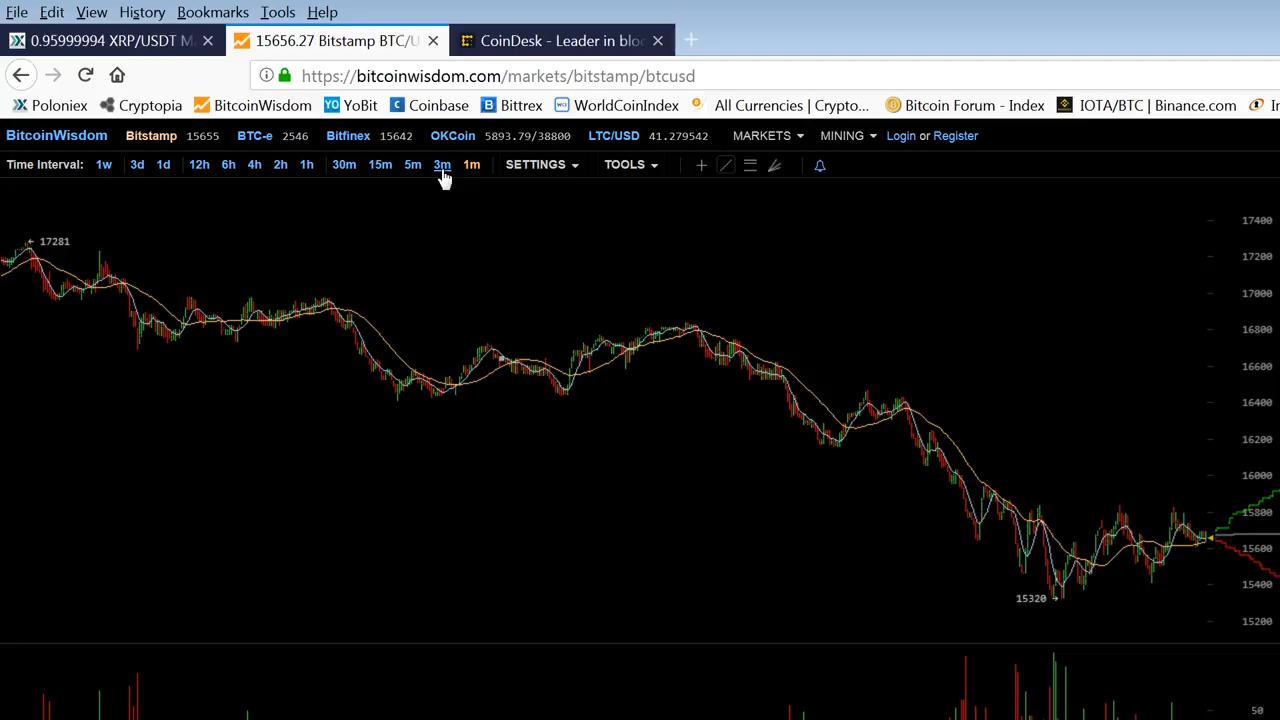 File Edit View History Bookmarks Tools Help
0.95999994 XRP/USDT M
15656.27 Bitstamp BTC/U
CoinDesk - Leader in bloc
https://bitcoinwisdom.com/markets/bitstamp/btcusd
Poloniex Cryptopia BitcoinWisdom YoBit Coinbase Bittrex WorldCoinIndex All Currencies | Crypto... Bitcoin Forum - Index IOTA/BTC | Binance.com
BitcoinWisdom Bitstamp 15655 BTC-e 2546 Bitfinex 15642 OKCoin 5893.79/38800 LTC/USD 41.279542 MARKETS MINING Login or Register
Time Interval: 1w 3d 1d 12h 6h 4h 2h 1h 30m 15m 5m 3m 1m SETTINGS TOOLS
17400
17281
17200
17000
16800
16600
16400
16200
16000
15800
15600
15400
15320
15200
50